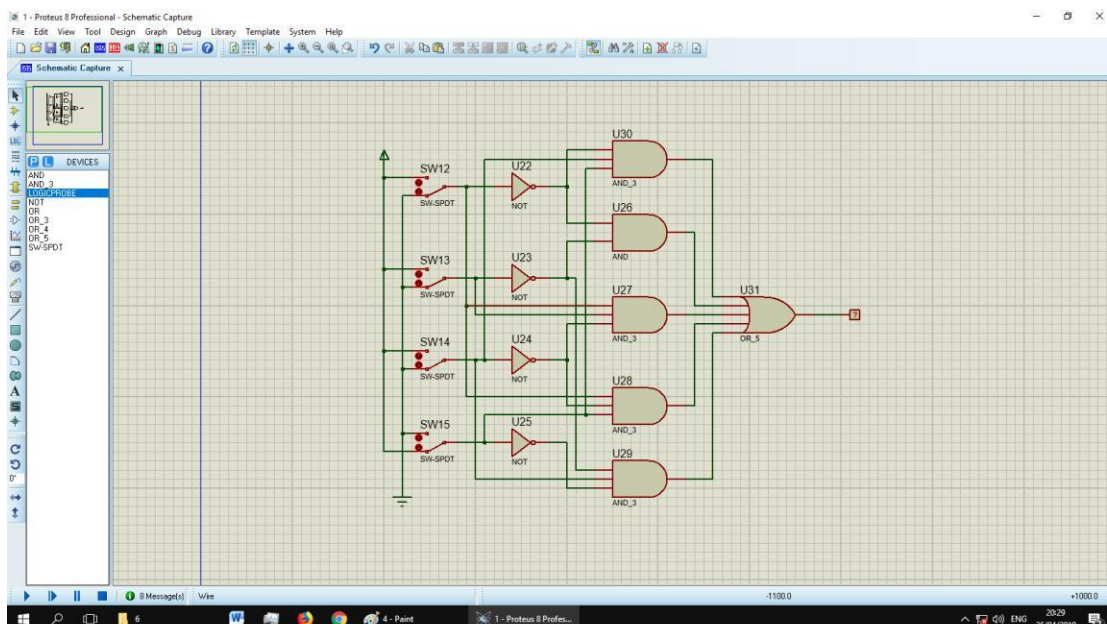 1 - Proteus 8 Professional - Schematic Capture
File Edit View Tool Design Graph Debug Library Template System Help
Schematic Capture
P L DEVICES
AND
AND_3
LOGICPROBE
NOT
OR
OR_3
OR_4
OR_5
SW-SPDT
U30
AND_3
SW12
SW-SPDT
U22
NOT
U26
AND
SW13
SW-SPDT
U23
NOT
U27
AND_3
U31
OR_5
?
SW14
SW-SPDT
U24
NOT
U28
AND_3
SW15
SW-SPDT
U25
NOT
U29
AND_3
0°
8 Message(s) Wire -1100.0 +1000.0
6
4 - Paint
1 - Proteus 8 Profes...
ENG
20:29